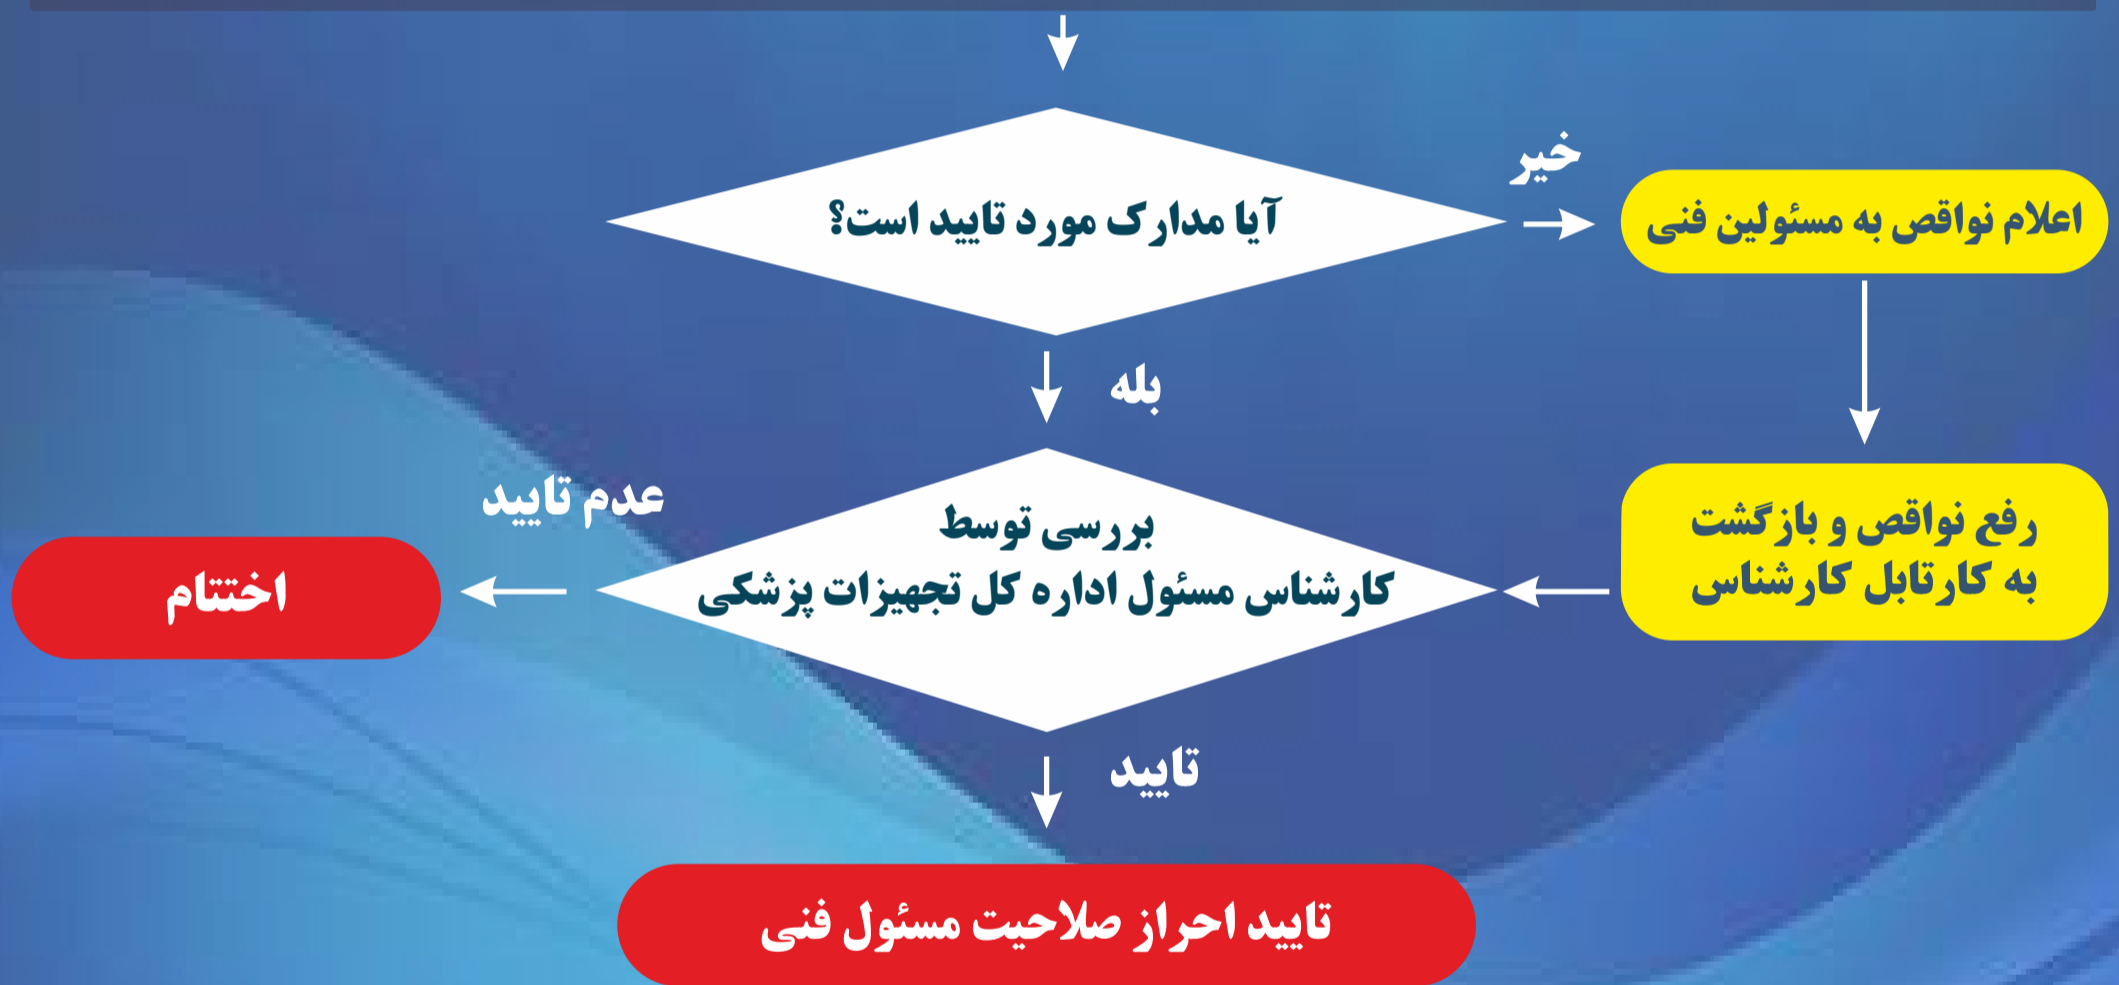 آیا مدارک مورد تایید است؟
خیر
اعلام نواقص به مسئولین فنی
بله
رفع نواقص و بازگشت
به کارتابل کارشناس
بررسی توسط
کارشناس مسئول اداره کل تجهیزات پزشکی
عدم تایید
اختتام
تایید
تایید احراز صلاحیت مسئول فنی